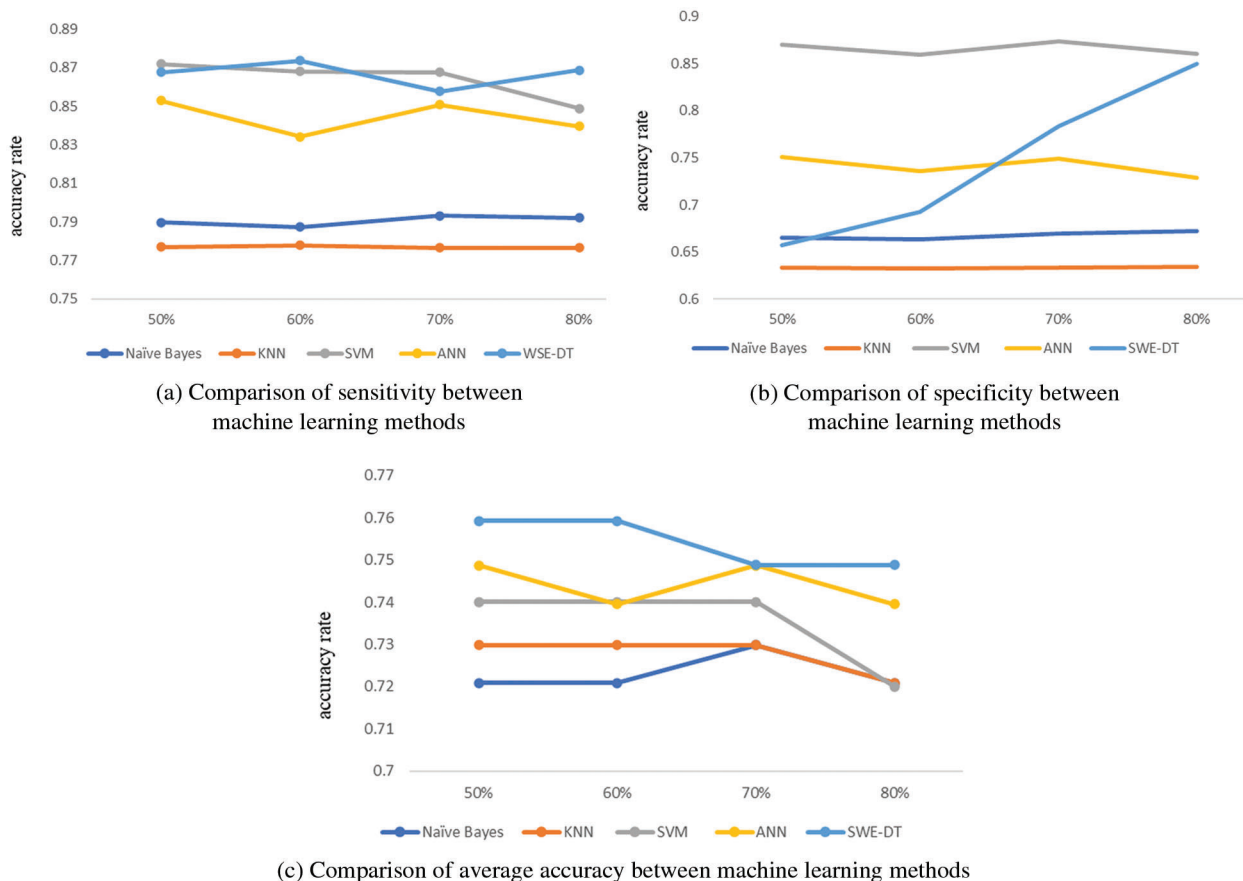 0.89
0.87
0.85
0.83
0.81
0.79
0.77
0.75
accuracy rate
50% 60% 70% 80%
Naïve Bayes KNN SVM ANN WSE-DT
(a) Comparison of sensitivity between
machine learning methods
0.9
0.85
0.8
0.75
0.7
0.65
0.6
accuracy rate
50% 60% 70% 80%
Naïve Bayes KNN SVM ANN SWE-DT
(b) Comparison of specificity between
machine learning methods
0.77
0.76
0.75
0.74
0.73
0.72
0.71
0.7
accuracy rate
50% 60% 70% 80%
Naïve Bayes KNN SVM ANN SWE-DT
(c) Comparison of average accuracy between machine learning methods